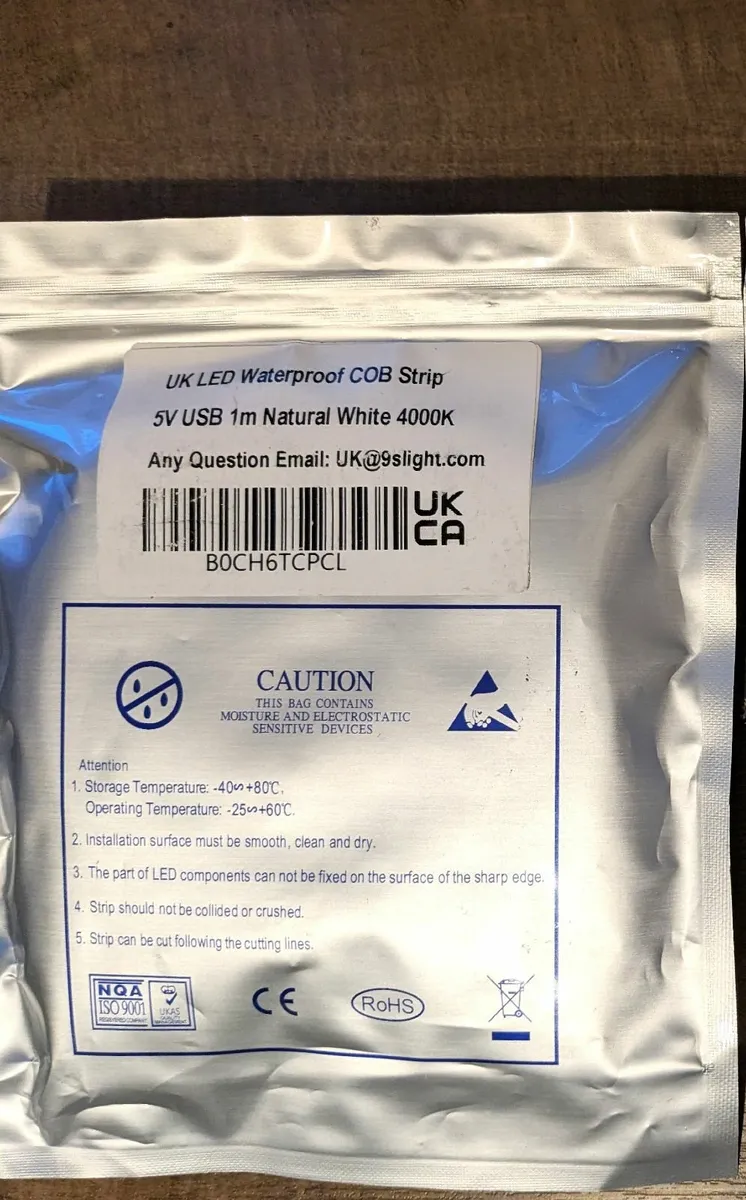 UK LED Waterproof COB Strip
5V USB 1m Natural White 4000K
Any Question Email: UK@9slight.com
UK
CA
B0CH6TCPCL
CAUTION
THIS BAG CONTAINS
MOISTURE AND ELECTROSTATIC
SENSITIVE DEVICES
Attention
1. Storage Temperature: -40∽+80℃,
Operating Temperature: -25∽+60℃.
2. Installation surface must be smooth, clean and dry.
3. The part of LED components can not be fixed on the surface of the sharp edge.
4. Strip should not be collided or crushed.
5. Strip can be cut following the cutting lines.
NQA
ISO 9001
UKAS
CE
RoHS